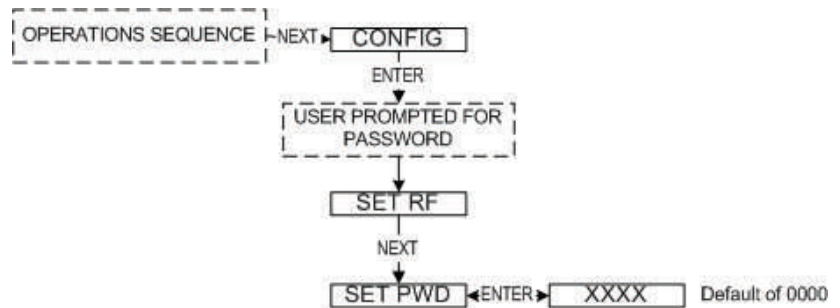 OPERATIONS SEQUENCE
NEXT
CONFIG
ENTER
USER PROMPTED FOR
PASSWORD
SET RF
NEXT
SET PWD
ENTER
XXXX
Default of 0000